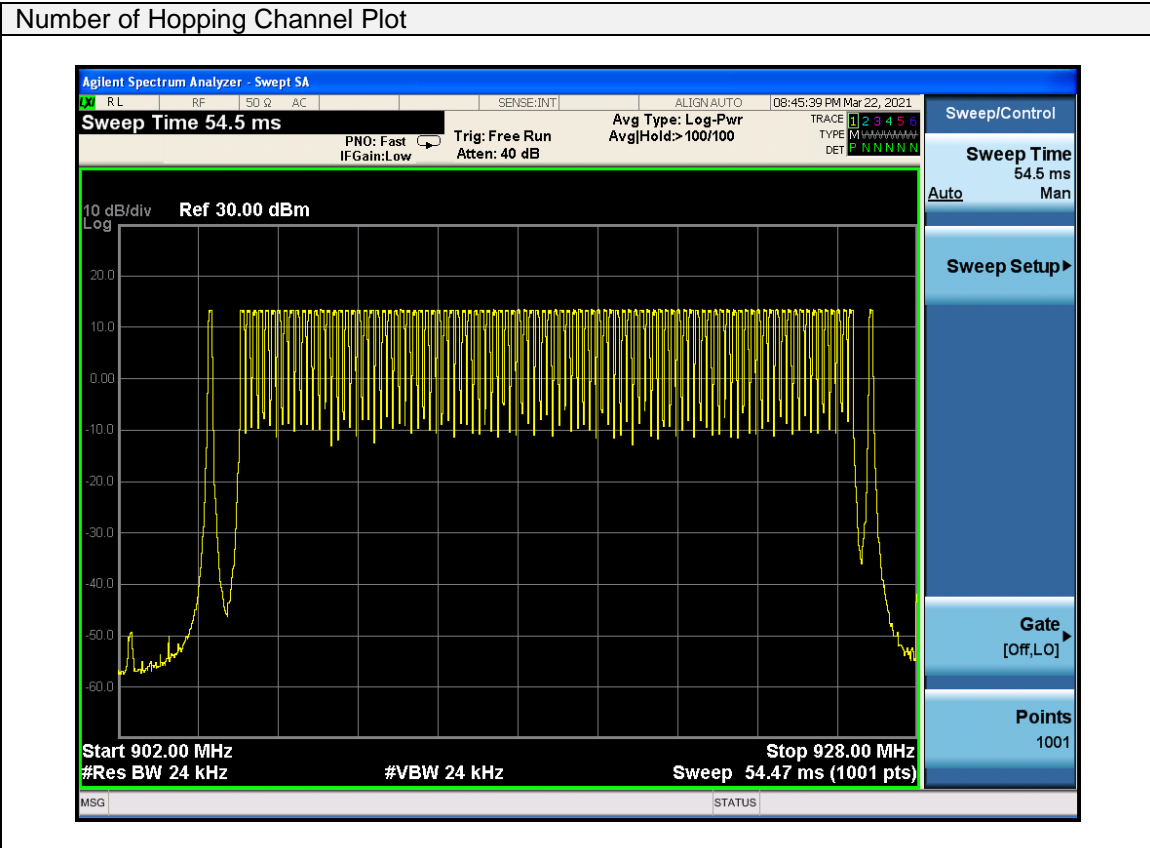 Number of Hopping Channel Plot
Agilent Spectrum Analyzer - Swept SA
LXI RL RF 50 Ω AC SENSE:INT ALIGN AUTO 08:45:39 PM Mar 22, 2021
Sweep Time 54.5 ms
PNO: Fast
IFGain:Low
Trig: Free Run
Atten: 40 dB
Avg Type: Log-Pwr
Avg|Hold:> 100/100
TRACE 1 2 3 4 5 6
TYPE M
DET P N N N N N
10 dB/div Ref 30.00 dBm
Log
20.0
10.0
0.00
-10.0
-20.0
-30.0
-40.0
-50.0
-60.0
Start 902.00 MHz Stop 928.00 MHz
#Res BW 24 kHz #VBW 24 kHz Sweep 54.47 ms (1001 pts)
MSG STATUS
Sweep/Control
Sweep Time
54.5 ms
Auto Man
Sweep Setup
Gate
[Off,LO]
Points
1001